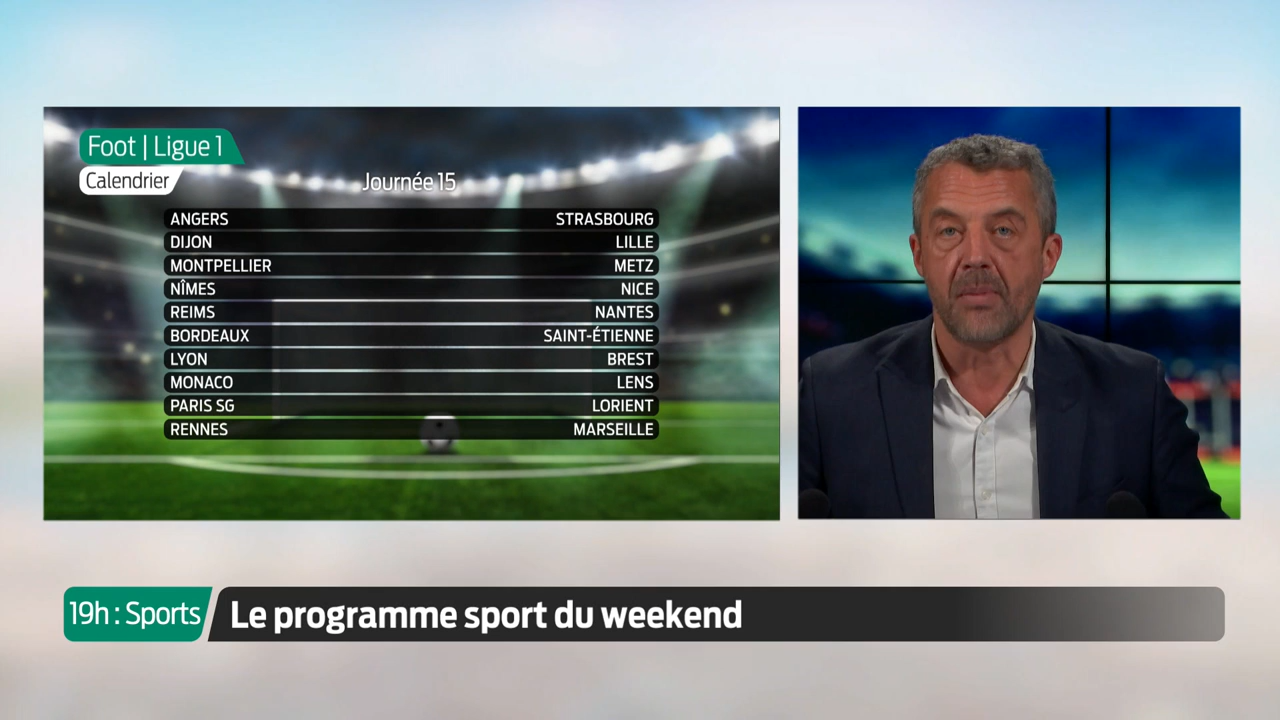 Foot | Ligue 1
Calendrier
Journée 15
ANGERS STRASBOURG
DIJON LILLE
MONTPELLIER METZ
NÎMES NICE
REIMS NANTES
BORDEAUX SAINT-ÉTIENNE
LYON BREST
MONACO LENS
PARIS SG LORIENT
RENNES MARSEILLE
19h : Sports Le programme sport du weekend